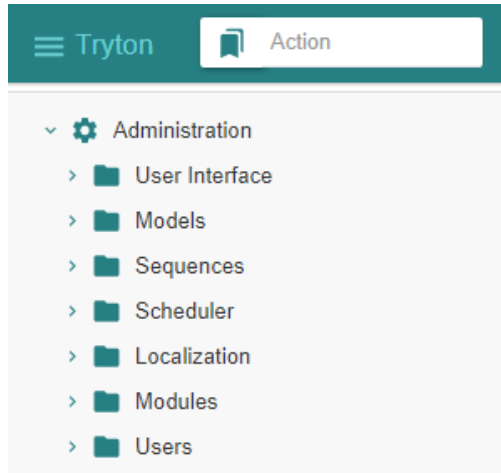 Tryton Action
Administration
User Interface
Models
Sequences
Scheduler
Localization
Modules
Users